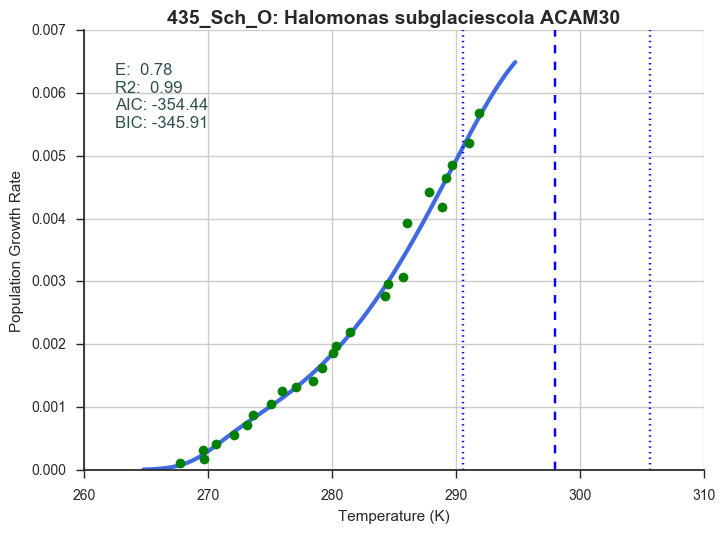 435_Sch_O: Halomonas subglaciescola ACAM30
E:  0.78
R2:  0.99
AIC: -354.44
BIC: -345.91
0.007
0.006
0.005
0.004
0.003
0.002
0.001
0.000
Population Growth Rate
260 270 280 290 300 310
Temperature (K)